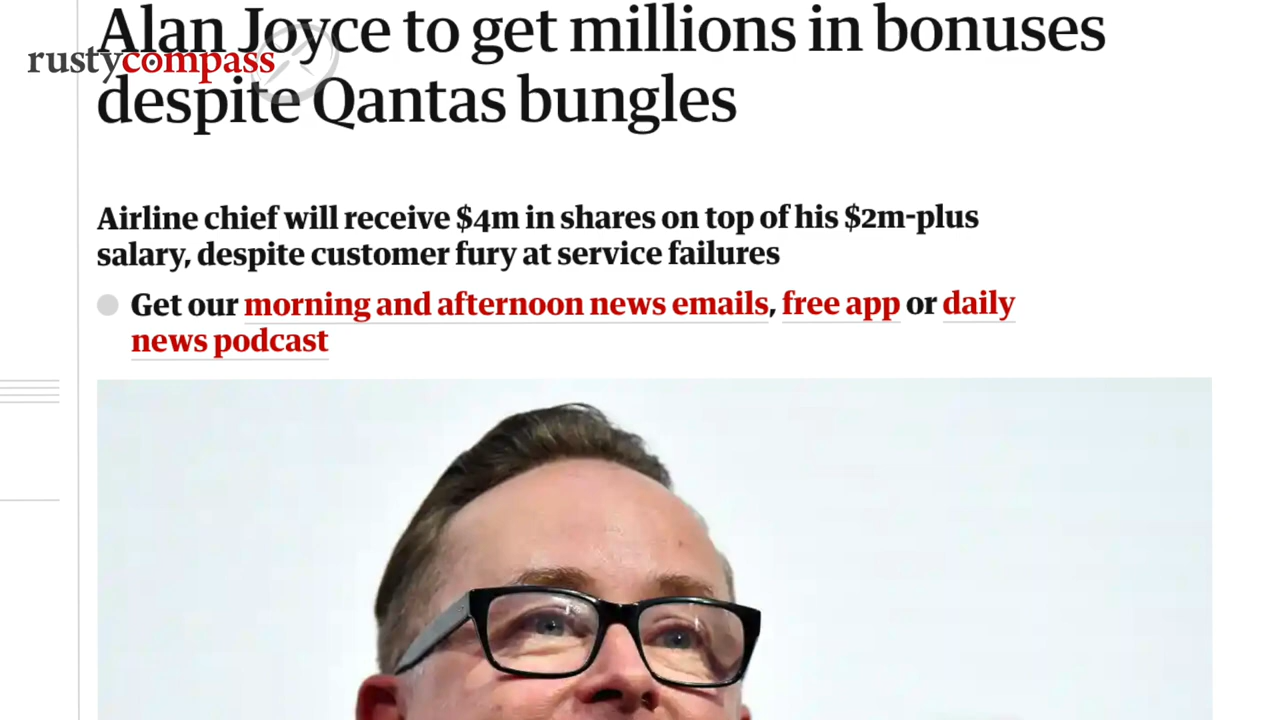 Alan Joyce to get millions in bonuses
rustycompass
despite Qantas bungles
Airline chief will receive $4m in shares on top of his $2m-plus
salary, despite customer fury at service failures
Get our morning and afternoon news emails, free app or daily
news podcast